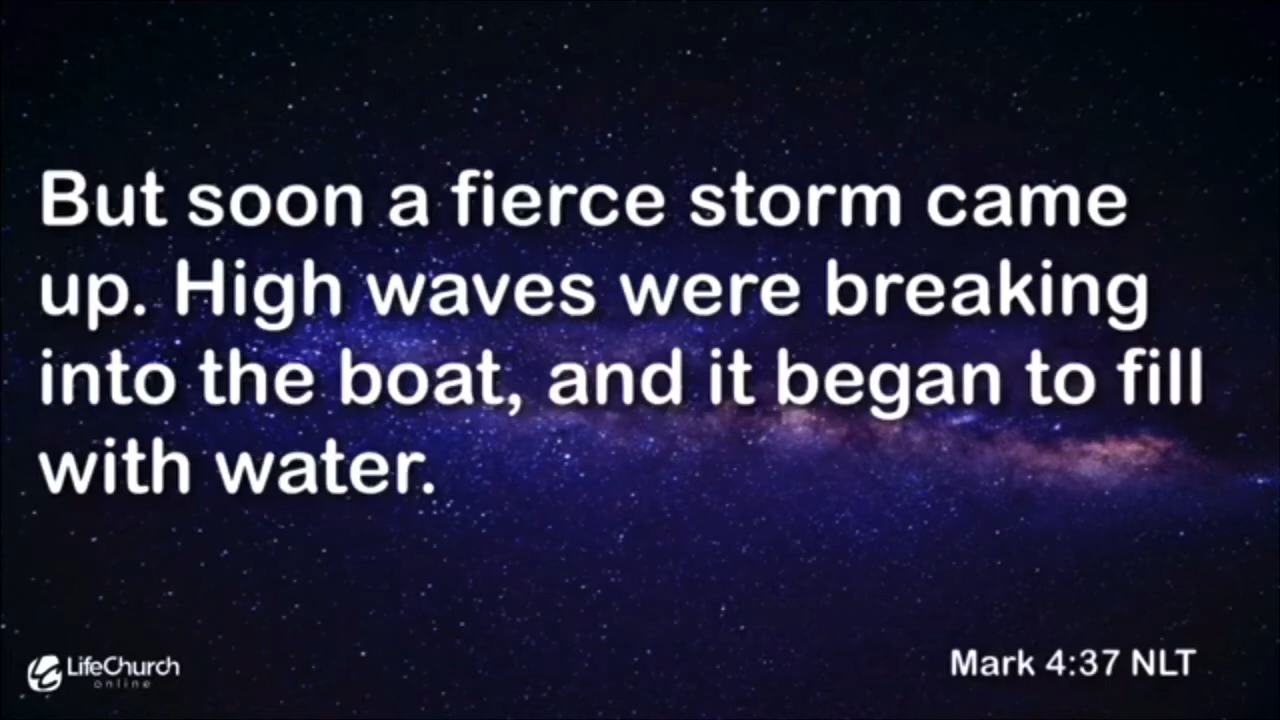 But soon a fierce storm came
up. High waves were breaking
into the boat, and it began to fill
with water.
LifeChurch
online
Mark 4:37 NLT